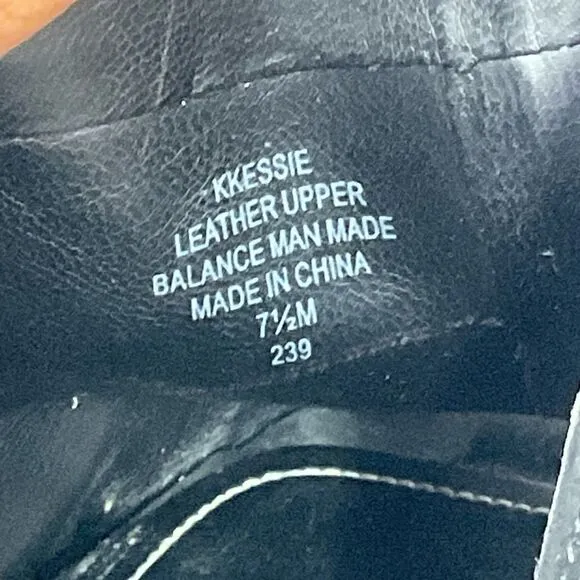 KKESSIE
LEATHER UPPER
BALANCE MAN MADE
MADE IN CHINA
7½M
239